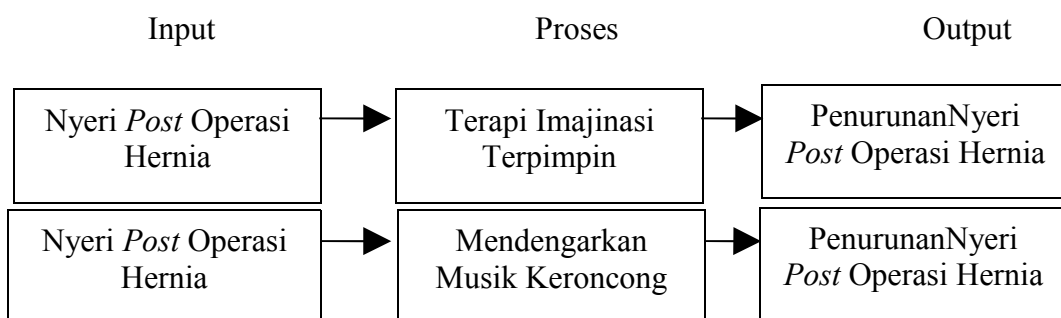 Input Proses Output
Nyeri Post Operasi
Hernia
Terapi Imajinasi
Terpimpin
PenurunanNyeri
Post Operasi Hernia
Nyeri Post Operasi
Hernia
Mendengarkan
Musik Keroncong
PenurunanNyeri
Post Operasi Hernia